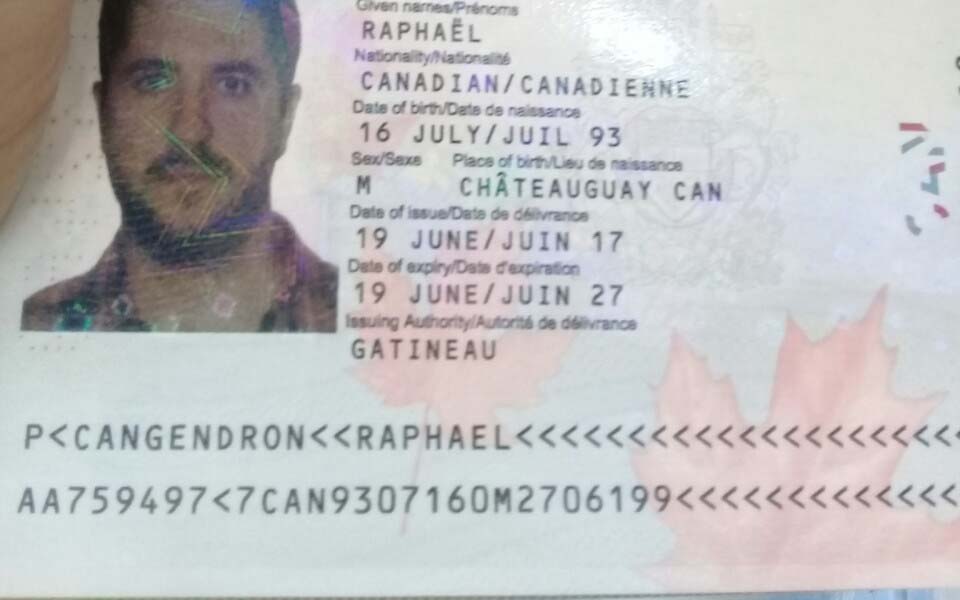 Given names/Prénoms
RAPHAËL
Nationality/Nationalité
CANADIAN/CANADIENNE
Date of birth/Date de naissance
16 JULY/JUIL 93
Sex/Sexe Place of birth/Lieu de naissance
M CHÂTEAUGUAY CAN
Date of issue/Date de délivrance
19 JUNE/JUIN 17
Date of expiry/Date d'expiration
19 JUNE/JUIN 27
Issuing Authority/Autorité de délivrance
GATINEAU
P<CANGENDRON<<RAPHAEL<<<<<<<<<<<<<<<<<<<
AA759497<7CAN9307160M2706199<<<<<<<<<<<<